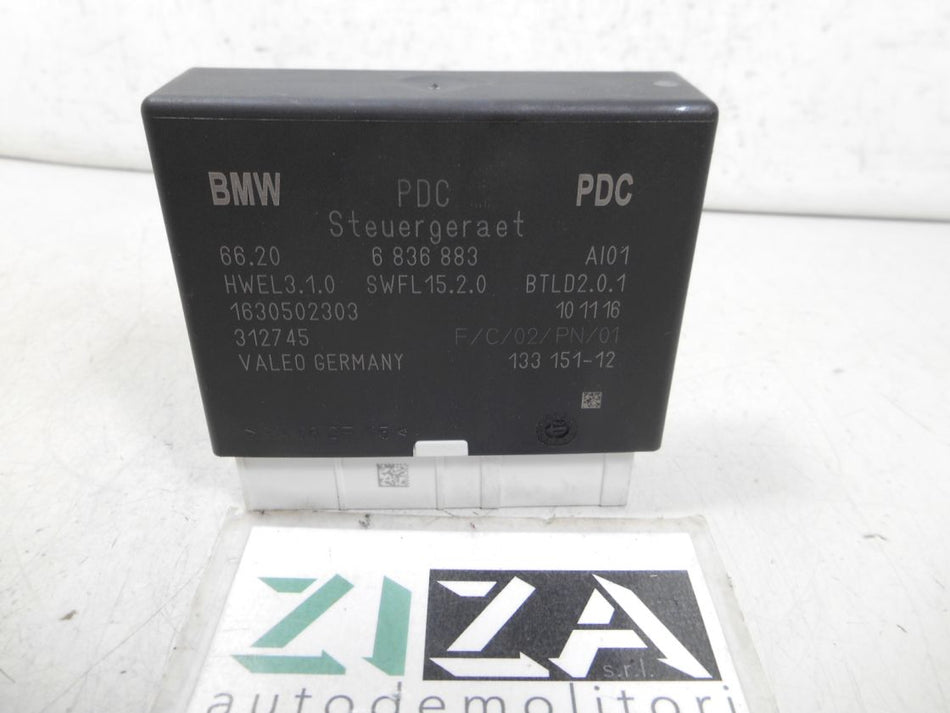 BMW PDC PDC
Steuergeraet
66.20 6 836 883 AI01
HWEL3.1.0 SWFL15.2.0 BTLD2.0.1
1630502303 10 11 16
312745 F/C/02/PN/01
VALEO GERMANY 133 151-12
ZIZA
s.r.l.
autodemolitori